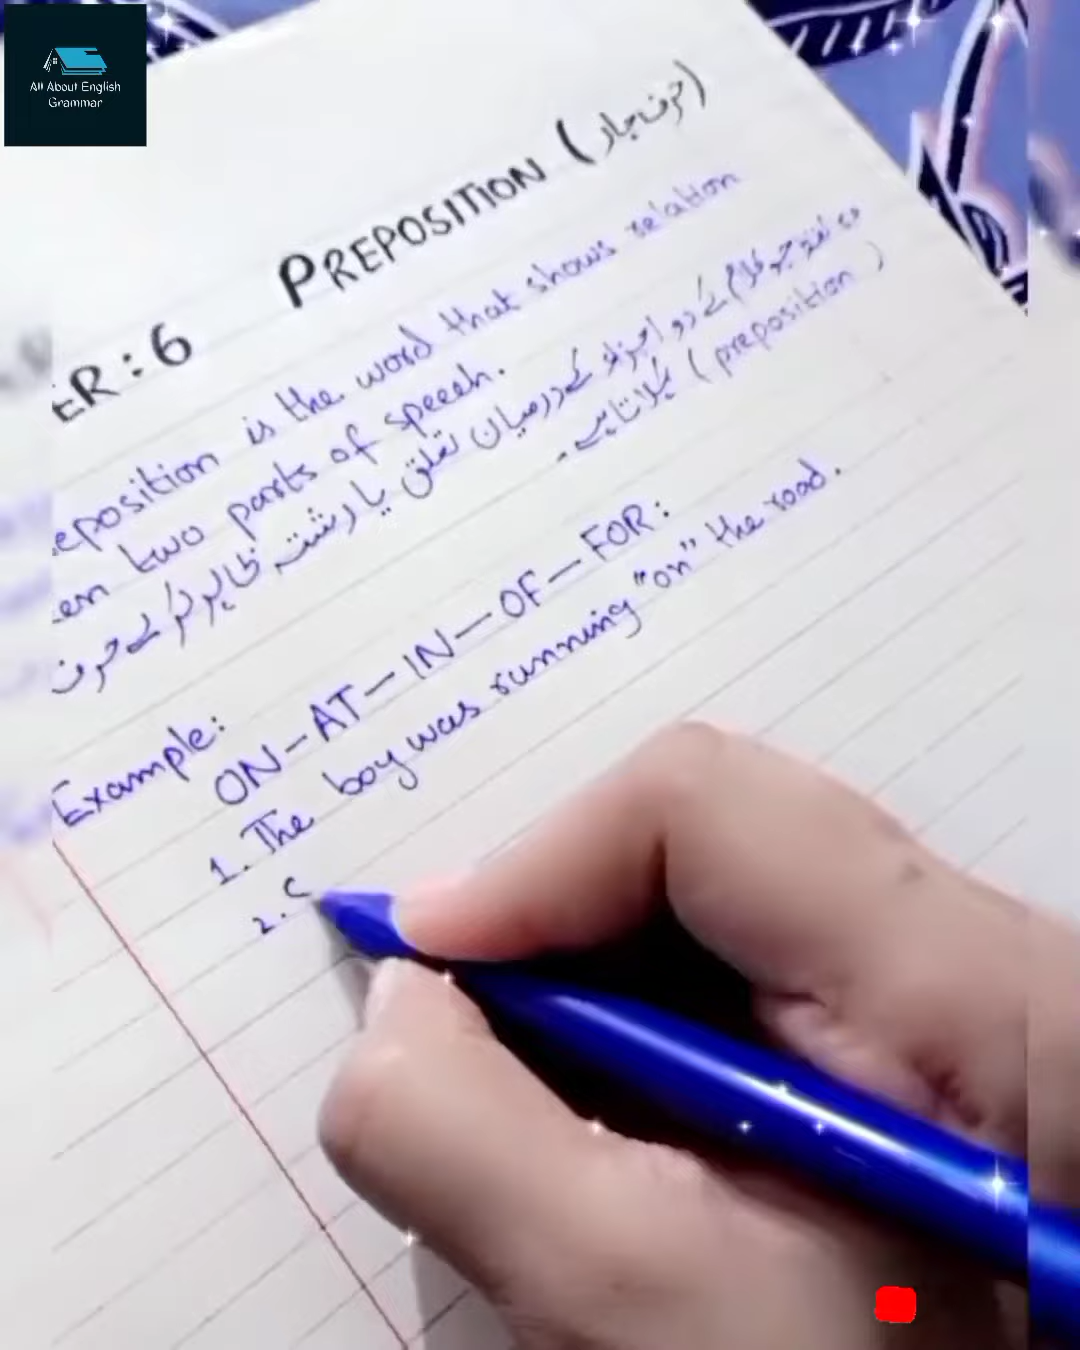 All About English
Grammar
ER : 6 PREPOSITION (حرف جار)
eposition is the word that shows relation
en two parts of speech.
وہ لفظ جو کلام کے دو اجزاء کے درمیان تعلق یا رشتہ ظاہر کرے حرف
(preposition) کہلاتا ہے۔
Example:
ON - AT - IN - OF - FOR:
1. The boy was running "on" the road.
2. C